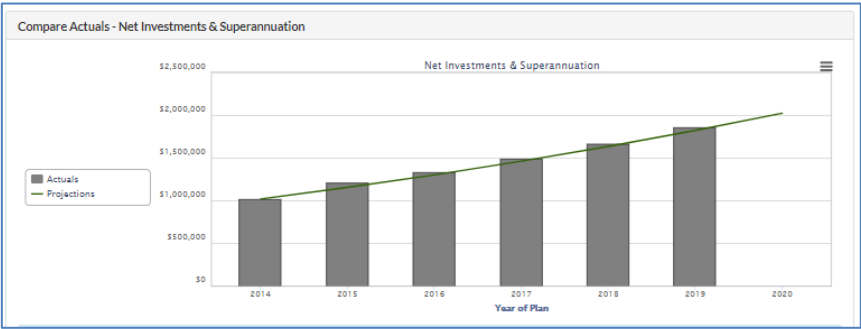 Compare Actuals - Net Investments & Superannuation
Net Investments & Superannuation
$2,500,000
$2,000,000
$1,500,000
$1,000,000
$500,000
$0
Actuals
Projections
2014 2015 2016 2017 2018 2019 2020
Year of Plan